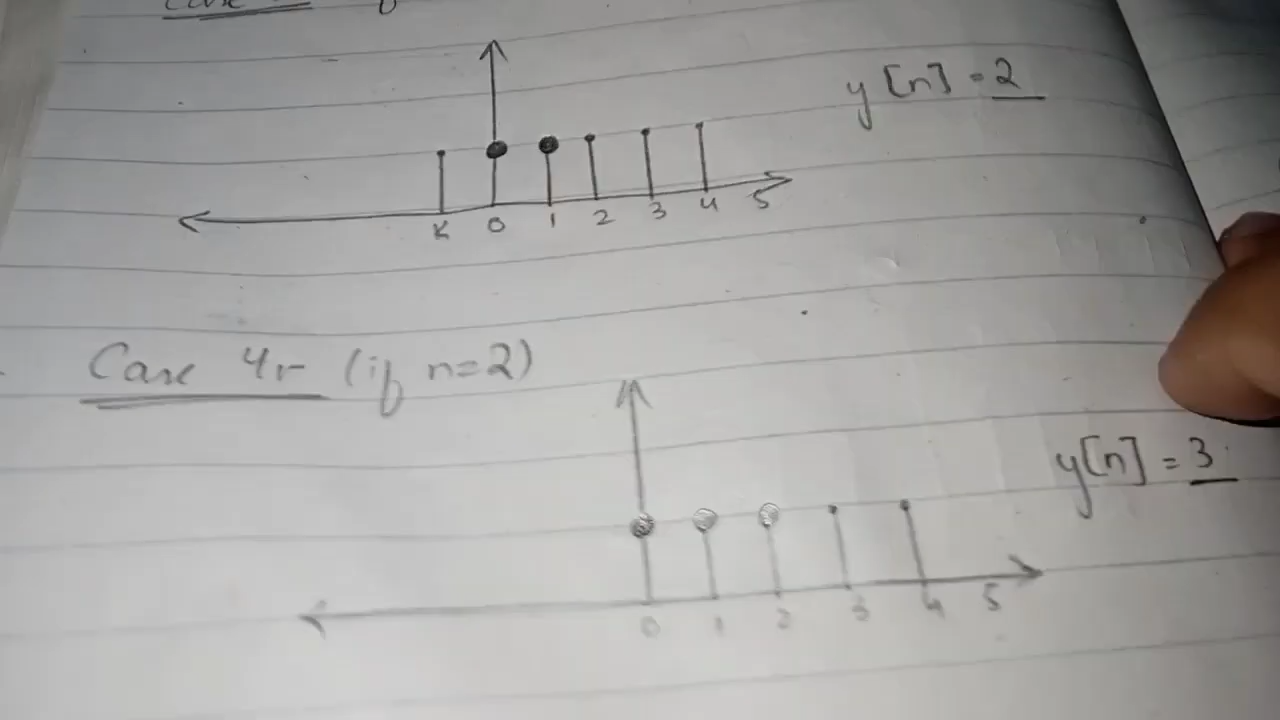 y[n] = 2
K 0 1 2 3 4 5
Case 4:- (if n=2)
y[n] = 3
0 1 2 3 4 5